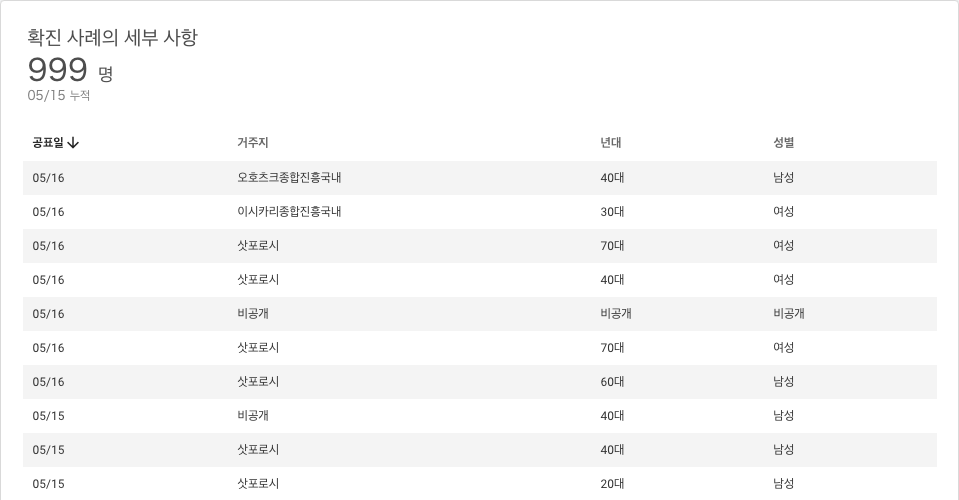 확진 사례의 세부 사항
999 명
05/15 누적
공표일 거주지 년대 성별
05/16 오호츠크종합진흥국내 40대 남성
05/16 이시카리종합진흥국내 30대 여성
05/16 삿포로시 70대 여성
05/16 삿포로시 40대 여성
05/16 비공개 비공개 비공개
05/16 삿포로시 70대 여성
05/16 삿포로시 60대 남성
05/15 비공개 40대 남성
05/15 삿포로시 40대 남성
05/15 삿포로시 20대 남성